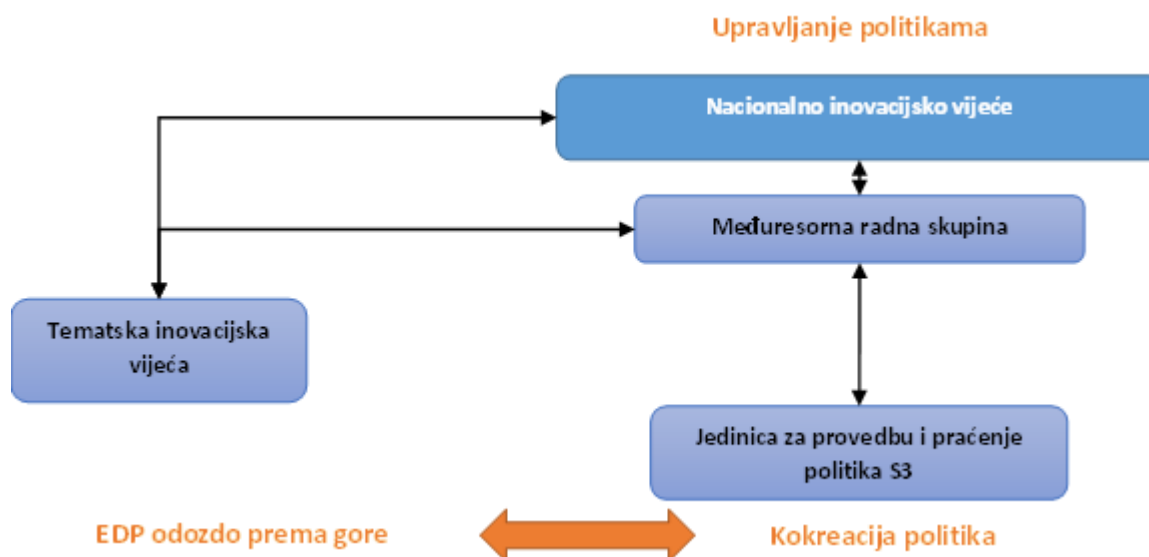 Upravljanje politikama
Nacionalno inovacijsko vijeće
Međuresorna radna skupina
Tematska inovacijska
vijeća
Jedinica za provedbu i praćenje
politika S3
EDP odozdo prema gore
Kokreacija politika